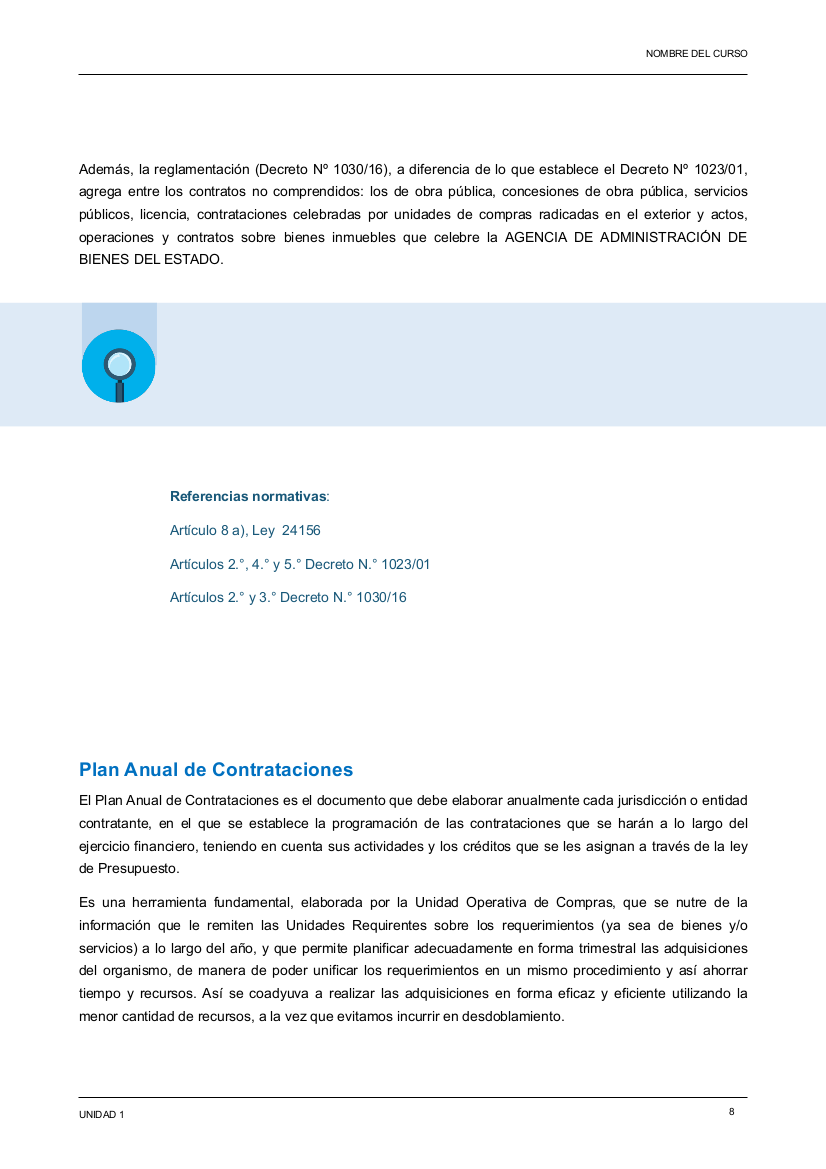 NOMBRE DEL CURSO
Además, la reglamentación (Decreto Nº 1030/16), a diferencia de lo que establece el Decreto Nº 1023/01,
agrega entre los contratos no comprendidos: los de obra pública, concesiones de obra pública, servicios
públicos, licencia, contrataciones celebradas por unidades de compras radicadas en el exterior y actos,
operaciones y contratos sobre bienes inmuebles que celebre la AGENCIA DE ADMINISTRACIÓN DE
BIENES DEL ESTADO.
Referencias normativas:
Artículo 8 a), Ley  24156
Artículos 2.°, 4.° y 5.° Decreto N.° 1023/01
Artículos 2.° y 3.° Decreto N.° 1030/16
Plan Anual de Contrataciones
El Plan Anual de Contrataciones es el documento que debe elaborar anualmente cada jurisdicción o entidad
contratante, en el que se establece la programación de las contrataciones que se harán a lo largo del
ejercicio financiero, teniendo en cuenta sus actividades y los créditos que se les asignan a través de la ley
de Presupuesto.
Es una herramienta fundamental, elaborada por la Unidad Operativa de Compras, que se nutre de la
información que le remiten las Unidades Requirentes sobre los requerimientos (ya sea de bienes y/o
servicios) a lo largo del año, y que permite planificar adecuadamente en forma trimestral las adquisiciones
del organismo, de manera de poder unificar los requerimientos en un mismo procedimiento y así ahorrar
tiempo y recursos. Así se coadyuva a realizar las adquisiciones en forma eficaz y eficiente utilizando la
menor cantidad de recursos, a la vez que evitamos incurrir en desdoblamiento.
UNIDAD 1
8